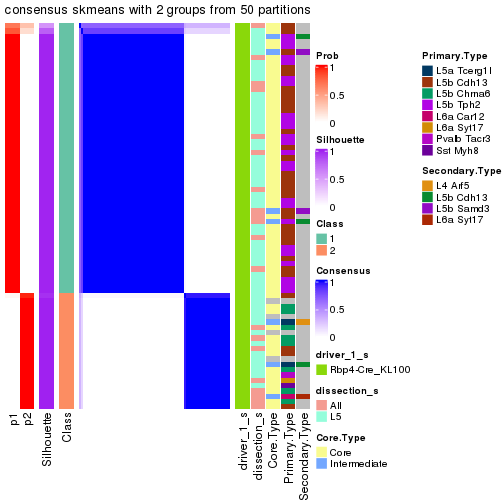 consensus skmeans with 2 groups from 50 partitions
Prob
1
0.5
0
Silhouette
1
0.5
0
Class
1
2
Consensus
1
0.5
0
driver_1_s
Rbp4-Cre_KL100
dissection_s
All
L5
Core.Type
Core
Intermediate
Primary.Type
L5a Tcerg1l
L5b Cdh13
L5b Chrna6
L5b Tph2
L6a Car12
L6a Syt17
Pvalb Tacr3
Sst Myh8
Secondary.Type
L4 Arf5
L5b Cdh13
L5b Samd3
L6a Syt17
p1
p2
Silhouette
Class
driver_1_s
dissection_s
Core.Type
Primary.Type
Secondary.Type